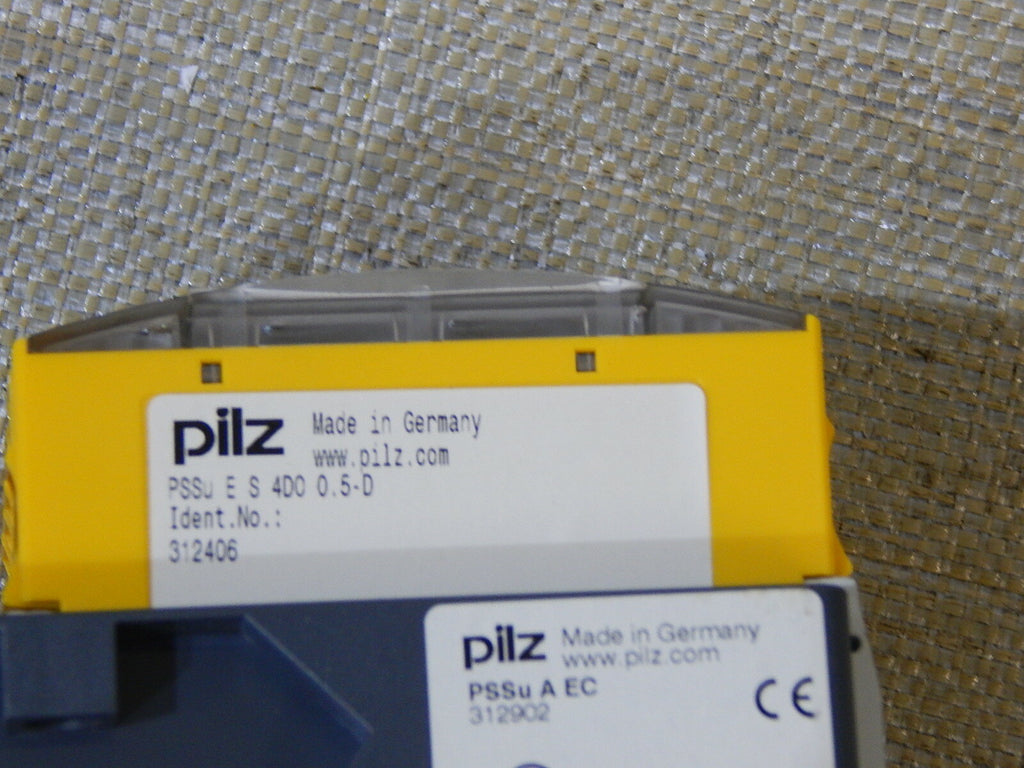 pilz Made in Germany
www.pilz.com
PSSu E S 4DO 0.5-D
Ident.No.:
312406
pilz Made in Germany
www.pilz.com
PSSu A EC
312902
CE